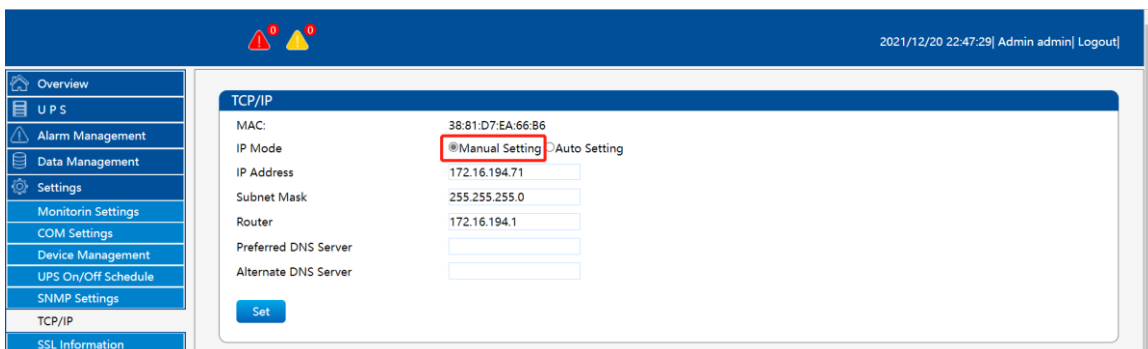 0 0
2021/12/20 22:47:29| Admin admin| Logout|
Overview
UPS
Alarm Management
Data Management
Settings
Monitorin Settings
COM Settings
Device Management
UPS On/Off Schedule
SNMP Settings
TCP/IP
SSL Information
TCP/IP
MAC: 38:81:D7:EA:66:B6
IP Mode Manual Setting Auto Setting
IP Address 172.16.194.71
Subnet Mask 255.255.255.0
Router 172.16.194.1
Preferred DNS Server
Alternate DNS Server
Set